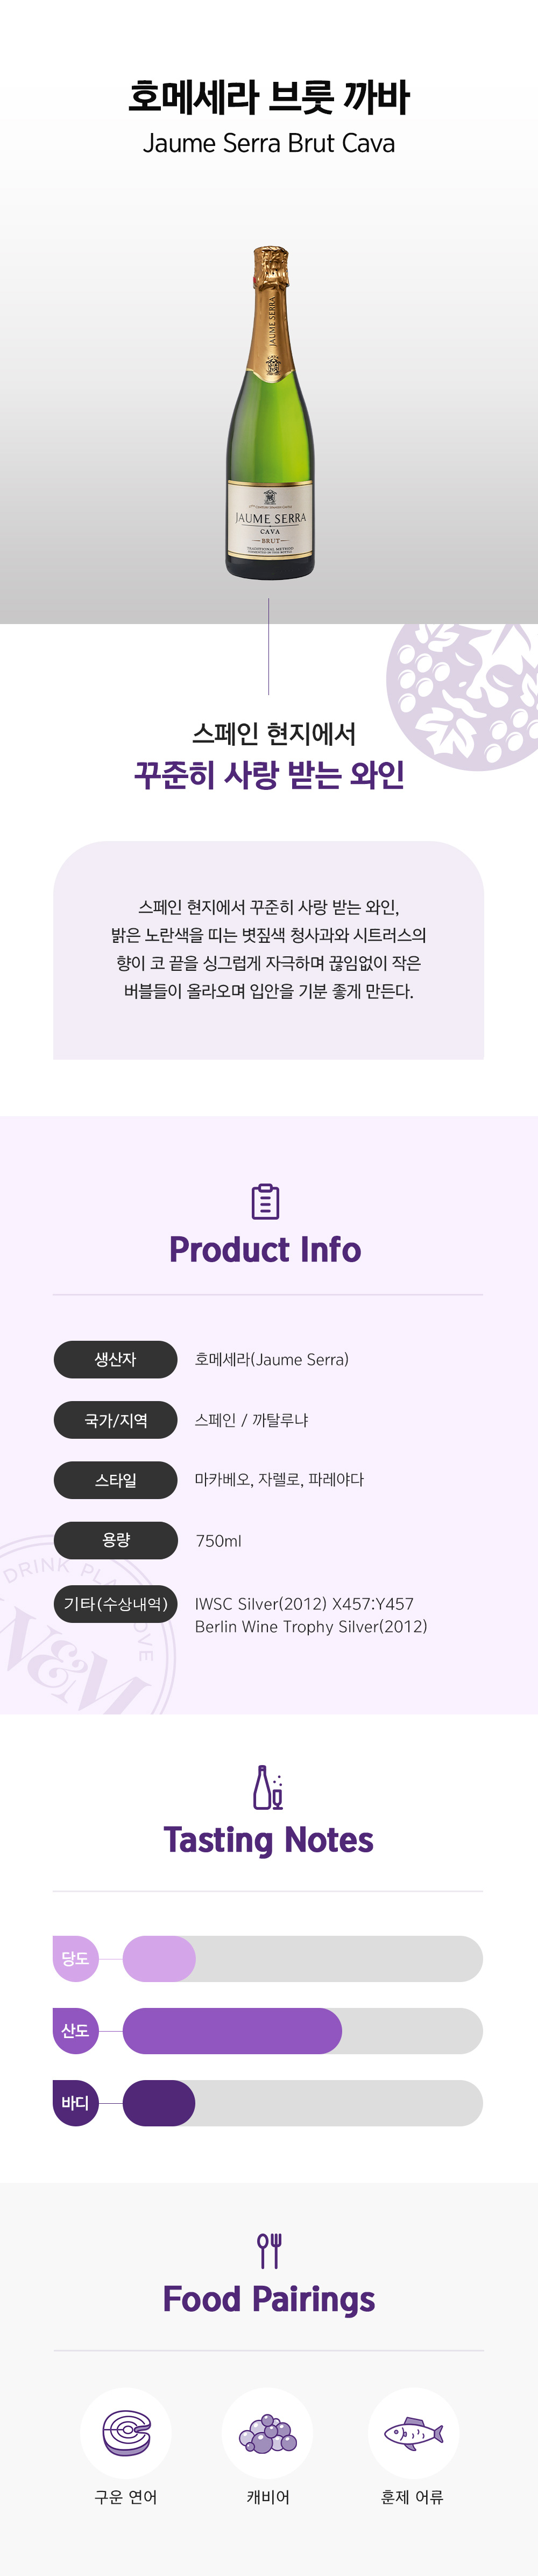 호메세라 브룻 까바
Jaume Serra Brut Cava
JAUME SERRA
JAUME SERRA
CAVA
BRUT
TRADITIONAL METHOD
FERMENTED IN THIS BOTTLE
스페인 현지에서
꾸준히 사랑 받는 와인
스페인 현지에서 꾸준히 사랑 받는 와인,
밝은 노란색을 띠는 볏짚색 청사과와 시트러스의
향이 코 끝을 싱그럽게 자극하며 끊임없이 작은
버블들이 올라오며 입안을 기분 좋게 만든다.
Product Info
생산자 호메세라(Jaume Serra)
국가/지역 스페인 / 까탈루냐
스타일 마카베오, 자렐로, 파레야다
용량 750ml
기타(수상내역) IWSC Silver(2012) X457:Y457
Berlin Wine Trophy Silver(2012)
DRINK
W&M
Tasting Notes
당도
산도
바디
Food Pairings
구운 연어 캐비어 훈제 어류